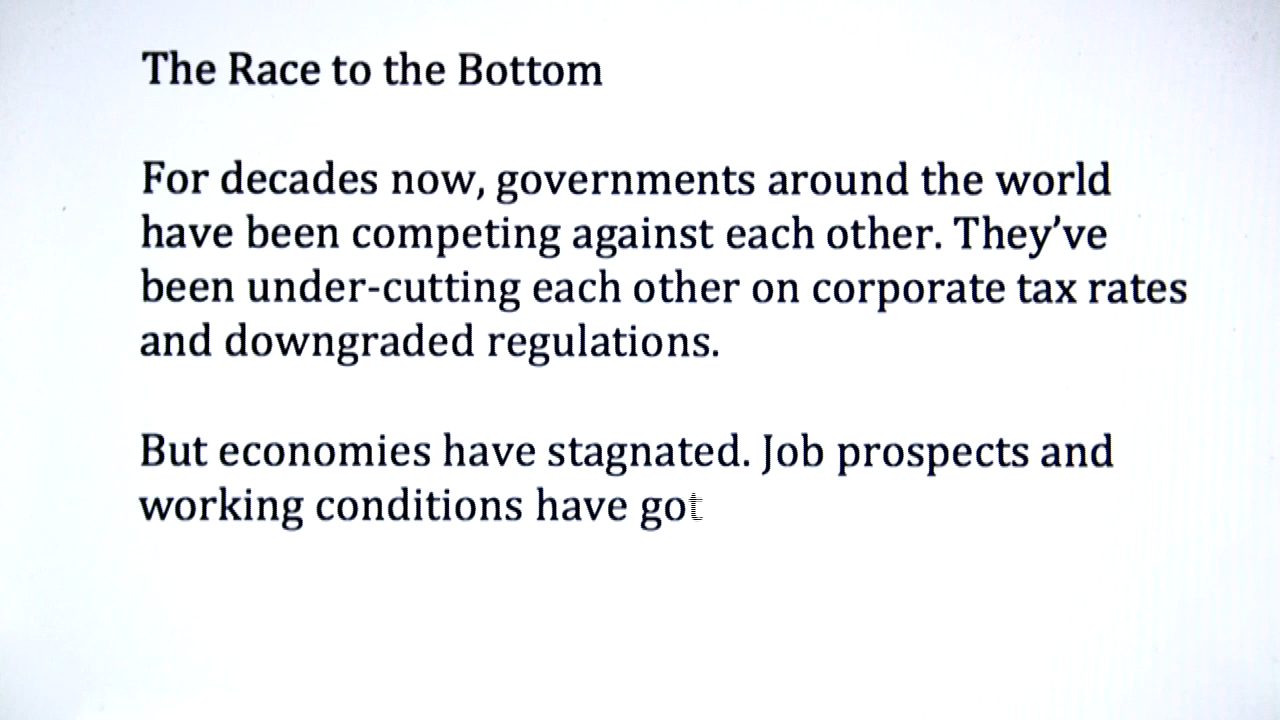 The Race to the Bottom
For decades now, governments around the world
have been competing against each other. They’ve
been under-cutting each other on corporate tax rates
and downgraded regulations.
But economies have stagnated. Job prospects and
working conditions have got